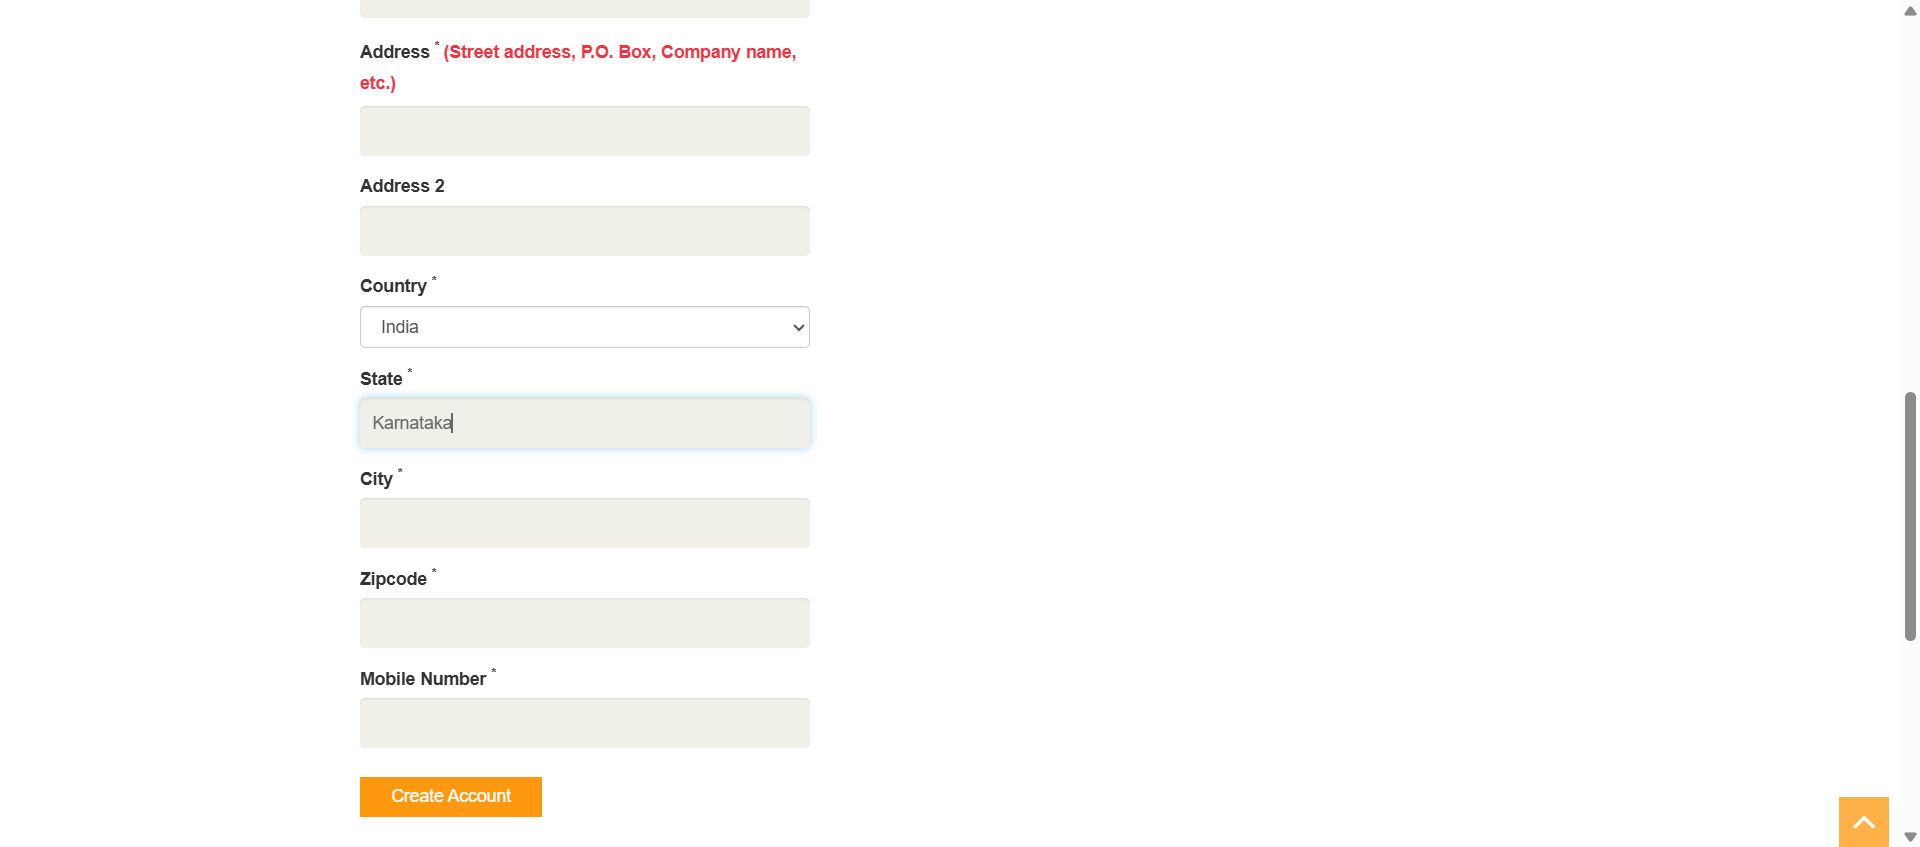 Address * (Street address, P.O. Box, Company name,
etc.)
Address 2
Country *
India
State *
Karnataka
City *
Zipcode *
Mobile Number *
Create Account